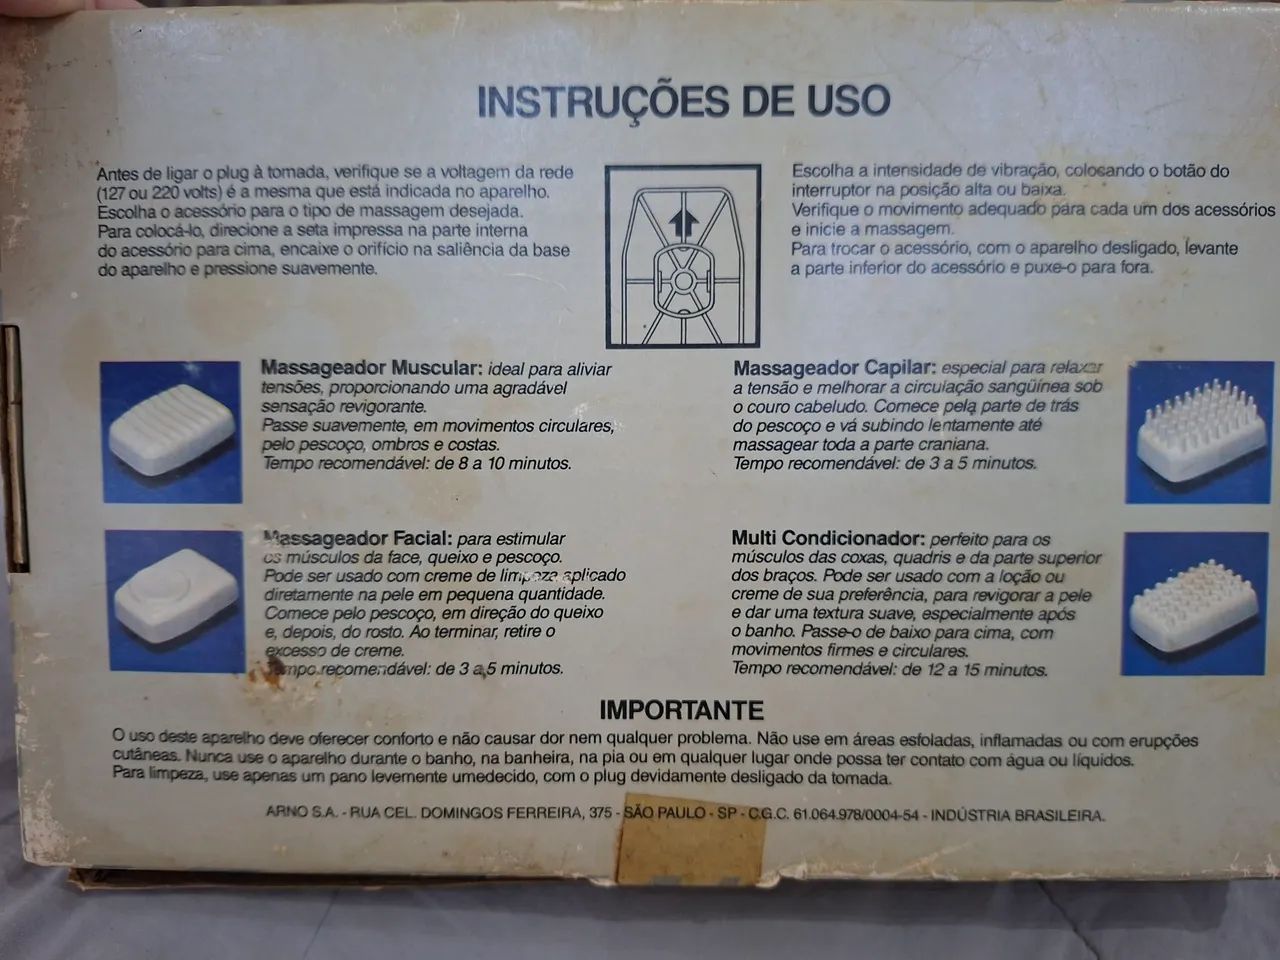 INSTRUÇÕES DE USO
Antes de ligar o plug à tomada, verifique se a voltagem da rede
(127 ou 220 volts) é a mesma que está indicada no aparelho.
Escolha o acessório para o tipo de massagem desejada.
Para colocá-lo, direcione a seta impressa na parte interna
do acessório para cima, encaixe o orifício na saliência da base
do aparelho e pressione suavemente.
Escolha a intensidade de vibração, colocando o botão do
interruptor na posição alta ou baixa.
Verifique o movimento adequado para cada um dos acessórios
e inicie a massagem.
Para trocar o acessório, com o aparelho desligado, levante
a parte inferior do acessório e puxe-o para fora.
Massageador Muscular: ideal para aliviar
tensões, proporcionando uma agradável
sensação revigorante.
Passe suavemente, em movimentos circulares,
pelo pescoço, ombros e costas.
Tempo recomendável: de 8 a 10 minutos.
Massageador Capilar: especial para relaxar
a tensão e melhorar a circulação sangüínea sob
o couro cabeludo. Comece pela parte de trás
do pescoço e vá subindo lentamente até
massagear toda a parte craniana.
Tempo recomendável: de 3 a 5 minutos.
Massageador Facial: para estimular
os músculos da face, queixo e pescoço.
Pode ser usado com creme de limpeza aplicado
diretamente na pele em pequena quantidade.
Comece pelo pescoço, em direção do queixo
e, depois, do rosto. Ao terminar, retire o
excesso de creme.
Tempo recomendável: de 3 a 5 minutos.
Multi Condicionador: perfeito para os
músculos das coxas, quadris e da parte superior
dos braços. Pode ser usado com a loção ou
creme de sua preferência, para revigorar a pele
e dar uma textura suave, especialmente após
o banho. Passe-o de baixo para cima, com
movimentos firmes e circulares.
Tempo recomendável: de 12 a 15 minutos.
IMPORTANTE
O uso deste aparelho deve oferecer conforto e não causar dor nem qualquer problema. Não use em áreas esfoladas, inflamadas ou com erupções
cutâneas. Nunca use o aparelho durante o banho, na banheira, na pia ou em qualquer lugar onde possa ter contato com água ou líquidos.
Para limpeza, use apenas um pano levemente umedecido, com o plug devidamente desligado da tomada.
ARNO S.A. - RUA CEL. DOMINGOS FERREIRA, 375 - SÃO PAULO - SP - C.G.C. 61.064.978/0004-54 - INDÚSTRIA BRASILEIRA.